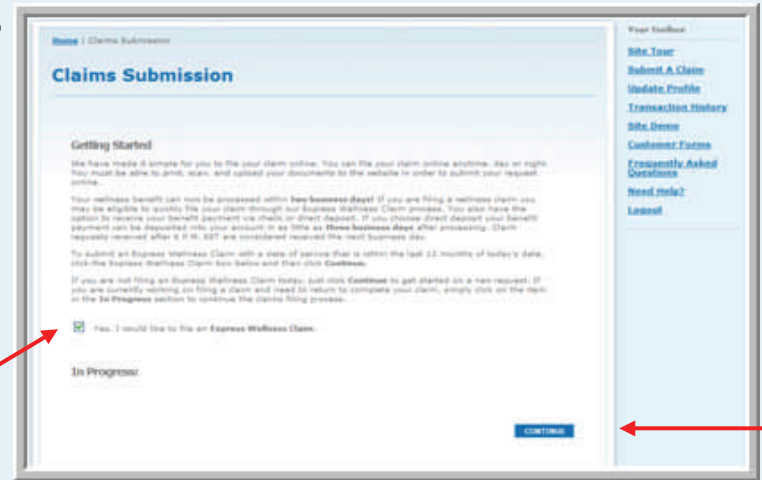 Home | Claims Submission
Claims Submission
Getting Started
We have made it simple for you to file your claim online. You can file your claim online anytime, day or night.
You must be able to print, scan, and upload your documents to the website in order to submit your request
online.
Your wellness benefit can now be processed within two business days! If you are filing a wellness claim you
may be eligible to quickly file your claim through our Express Wellness Claim process. You also have the
option to receive your benefit payment via check or direct deposit. If you choose direct deposit your benefit
payment can be deposited into your account in as little as three business days after processing. Claim
requests received after 6 P.M. EST are considered received the next business day.
To submit an Express Wellness Claim with a date of service that is within the last 12 months of today's date,
click the Express Wellness Claim box below and then click Continue.
If you are not filing an Express Wellness Claim today, just click Continue to get started on a new request. If
you are currently working on filing a claim and need to return to complete your claim, simply click on the item
in the In Progress section to continue the claims filing process.
Yes, I would like to file an Express Wellness Claim.
In Progress:
CONTINUE
Your Toolbox
Site Tour
Submit A Claim
Update Profile
Transaction History
Site Demo
Customer Forms
Frequently Asked
Questions
Need Help?
Logout